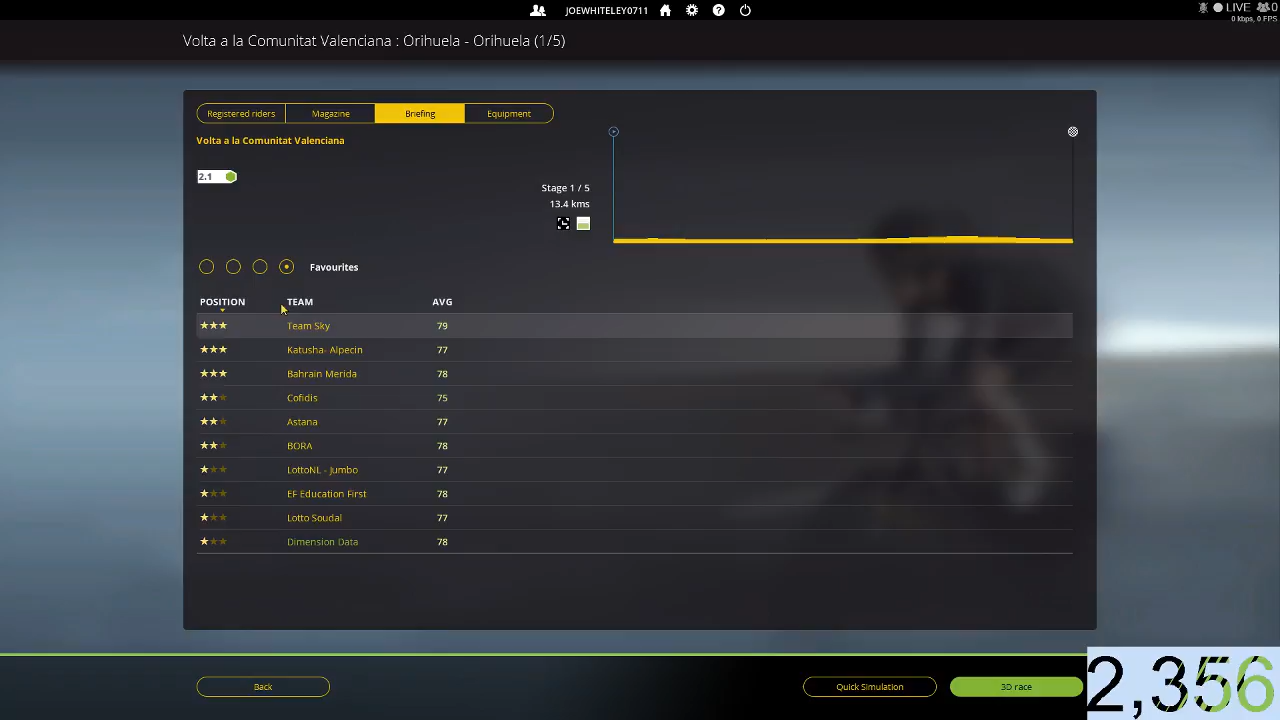 JOEWHITELEY0711
LIVE 0
0 kbps, 0 FPS
Volta a la Comunitat Valenciana : Orihuela - Orihuela (1/5)
Registered riders Magazine Briefing Equipment
Volta a la Comunitat Valenciana
2.1
Stage 1 / 5
13.4 kms
Favourites
POSITION TEAM AVG
Team Sky 79
Katusha- Alpecin 77
Bahrain Merida 78
Cofidis 75
Astana 77
BORA 78
LottoNL - Jumbo 77
EF Education First 78
Lotto Soudal 77
Dimension Data 78
Back Quick Simulation 3D race
2,356